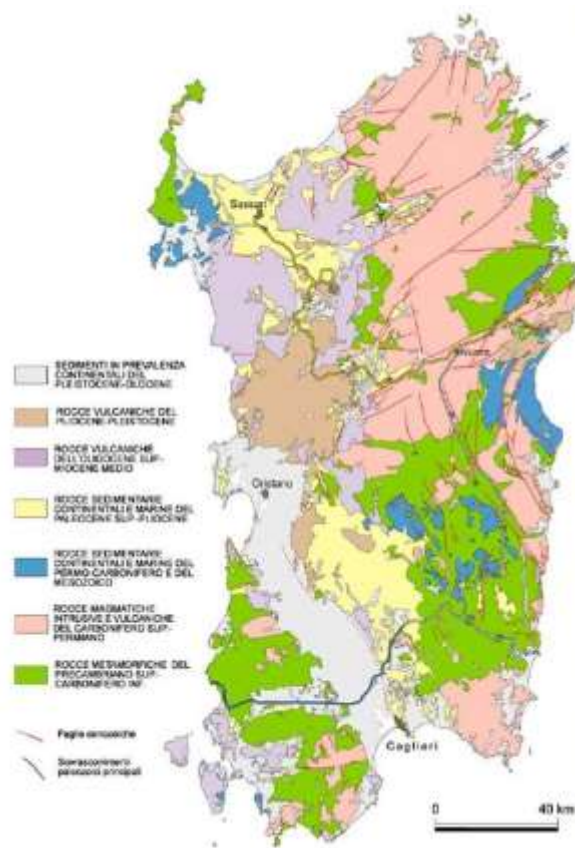 Sassari
Nuoro
SEDIMENTI IN PREVALENZA
CONTINENTALI DEL
PLEISTOCENE-OLOCENE
ROCCE VULCANICHE DEL
PLIOCENE-PLEISTOCENE
ROCCE VULCANICHE
DELL'OLIGOCENE SUP-
MIOCENE MEDIO
Oristano
ROCCE SEDIMENTARIE
CONTINENTALI E MARINE DEL
PALEOCENE SUP-PLIOCENE
ROCCE SEDIMENTARIE
CONTINENTALI E MARINE DEL
PERMO-CARBONIFERO E DEL
MESOZOICO
ROCCE MAGMATICHE
INTRUSIVE E VULCANICHE
DEL CARBONIFERO SUP-
PERMIANO
ROCCE METAMORFICHE DEL
PRECAMBRIANO SUP-
CARBONIFERO INF.
Faglie cenozoiche
Sovrascorrimenti
paleozoici principali
Cagliari
0 40 km